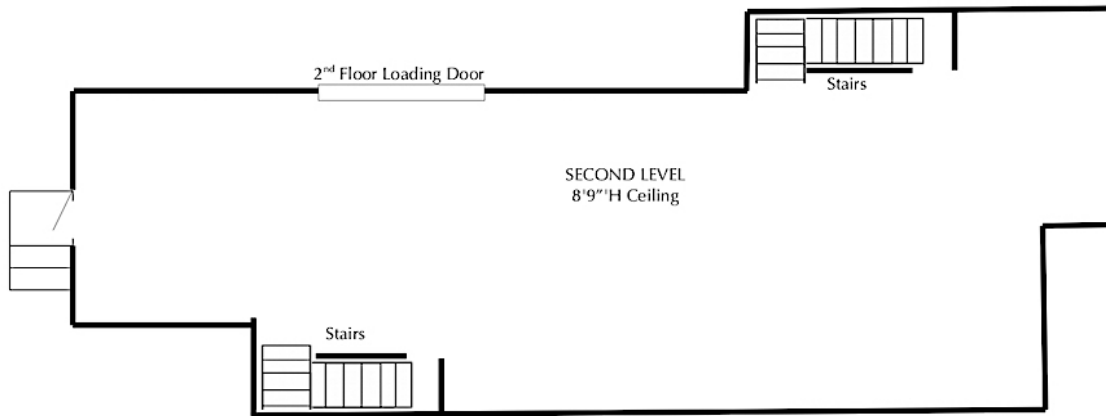 2nd Floor Loading Door
Stairs
SECOND LEVEL
8'9"'H Ceiling
Stairs